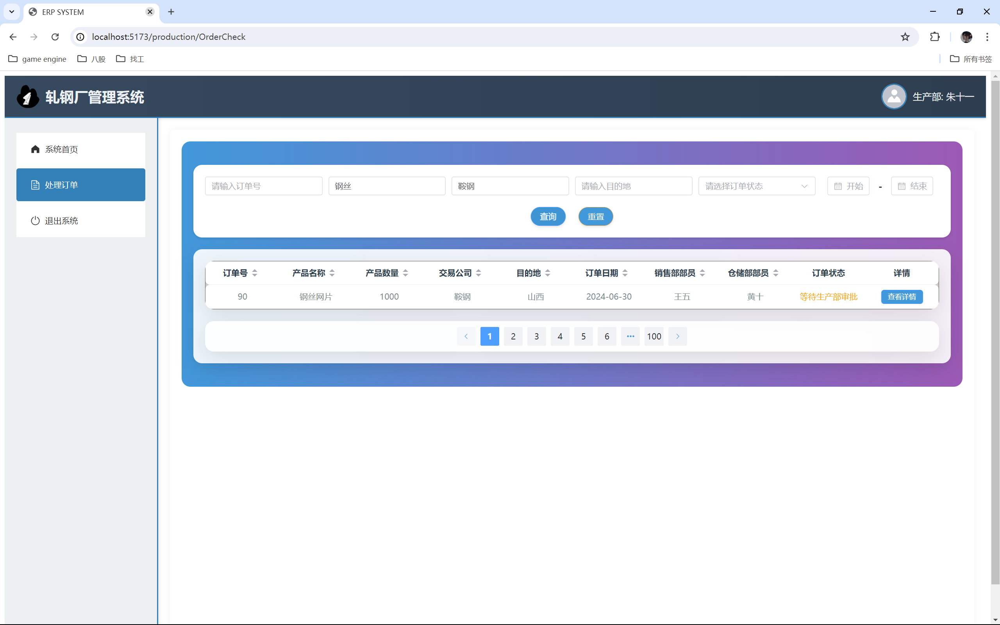 ERP SYSTEM
localhost:5173/production/OrderCheck
game engine 八股 找工 所有书签
轧钢厂管理系统 生产部: 朱十一
系统首页
处理订单
退出系统
请输入订单号 钢丝 鞍钢 请输入目的地 请选择订单状态 开始 - 结束
查询 重置
订单号 产品名称 产品数量 交易公司 目的地 订单日期 销售部部员 仓储部部员 订单状态 详情
90 钢丝网片 1000 鞍钢 山西 2024-06-30 王五 黄十 等待生产部审批 查看详情
1 2 3 4 5 6 ••• 100